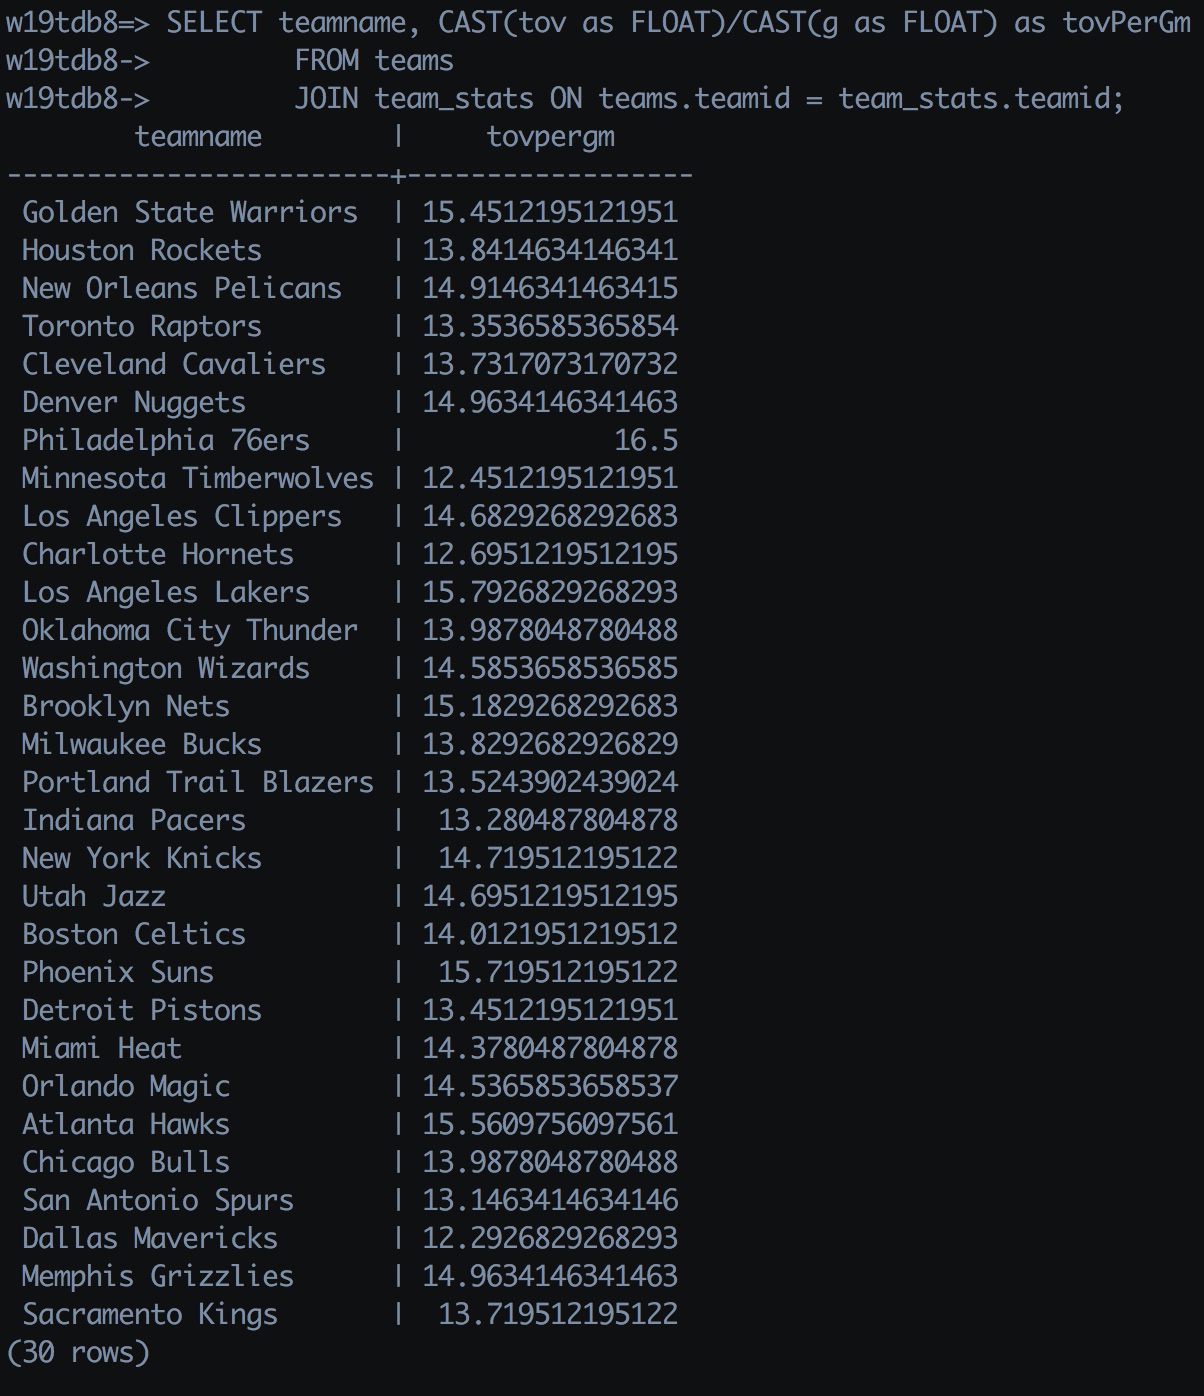 w19tdb8=> SELECT teamname, CAST(tov as FLOAT)/CAST(g as FLOAT) as tovPerGm
w19tdb8->         FROM teams
w19tdb8->         JOIN team_stats ON teams.teamid = team_stats.teamid;
        teamname        |     tovpergm
------------------------+------------------
 Golden State Warriors  | 15.4512195121951
 Houston Rockets        | 13.8414634146341
 New Orleans Pelicans   | 14.9146341463415
 Toronto Raptors        | 13.3536585365854
 Cleveland Cavaliers    | 13.7317073170732
 Denver Nuggets         | 14.9634146341463
 Philadelphia 76ers     |             16.5
 Minnesota Timberwolves | 12.4512195121951
 Los Angeles Clippers   | 14.6829268292683
 Charlotte Hornets      | 12.6951219512195
 Los Angeles Lakers     | 15.7926829268293
 Oklahoma City Thunder  | 13.9878048780488
 Washington Wizards     | 14.5853658536585
 Brooklyn Nets          | 15.1829268292683
 Milwaukee Bucks        | 13.8292682926829
 Portland Trail Blazers | 13.5243902439024
 Indiana Pacers         |  13.280487804878
 New York Knicks        |  14.719512195122
 Utah Jazz              | 14.6951219512195
 Boston Celtics         | 14.0121951219512
 Phoenix Suns           |  15.719512195122
 Detroit Pistons        | 13.4512195121951
 Miami Heat             | 14.3780487804878
 Orlando Magic          | 14.5365853658537
 Atlanta Hawks          | 15.5609756097561
 Chicago Bulls          | 13.9878048780488
 San Antonio Spurs      | 13.1463414634146
 Dallas Mavericks       | 12.2926829268293
 Memphis Grizzlies      | 14.9634146341463
 Sacramento Kings       |  13.719512195122
(30 rows)